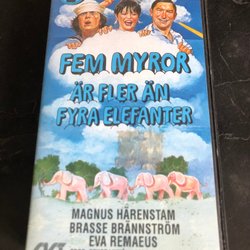 FEM MYROR
ÄR FLER ÄN
FYRA ELEFANTER
MAGNUS HÄRENSTAM
BRASSE BRÄNNSTRÖM
EVA REMAEUS